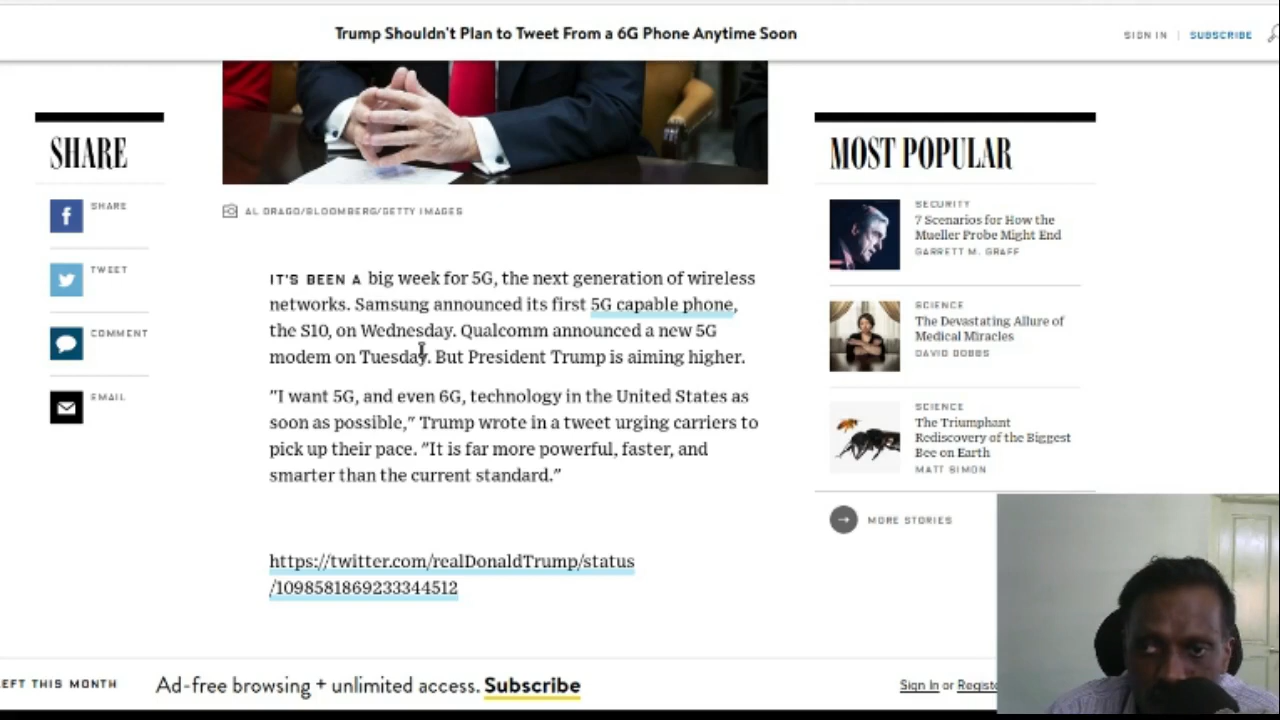 Trump Shouldn't Plan to Tweet From a 6G Phone Anytime Soon
SIGN IN | SUBSCRIBE
SHARE
SHARE
TWEET
COMMENT
EMAIL
AL DRAGO/BLOOMBERG/GETTY IMAGES
IT'S BEEN A big week for 5G, the next generation of wireless
networks. Samsung announced its first 5G capable phone,
the S10, on Wednesday. Qualcomm announced a new 5G
modem on Tuesday. But President Trump is aiming higher.
"I want 5G, and even 6G, technology in the United States as
soon as possible," Trump wrote in a tweet urging carriers to
pick up their pace. "It is far more powerful, faster, and
smarter than the current standard."
https://twitter.com/realDonaldTrump/status
/1098581869233344512
MOST POPULAR
SECURITY
7 Scenarios for How the
Mueller Probe Might End
GARRETT M. GRAFF
SCIENCE
The Devastating Allure of
Medical Miracles
DAVID DOBBS
SCIENCE
The Triumphant
Rediscovery of the Biggest
Bee on Earth
MATT SIMON
MORE STORIES
LEFT THIS MONTH
Ad-free browsing + unlimited access. Subscribe
Sign In or